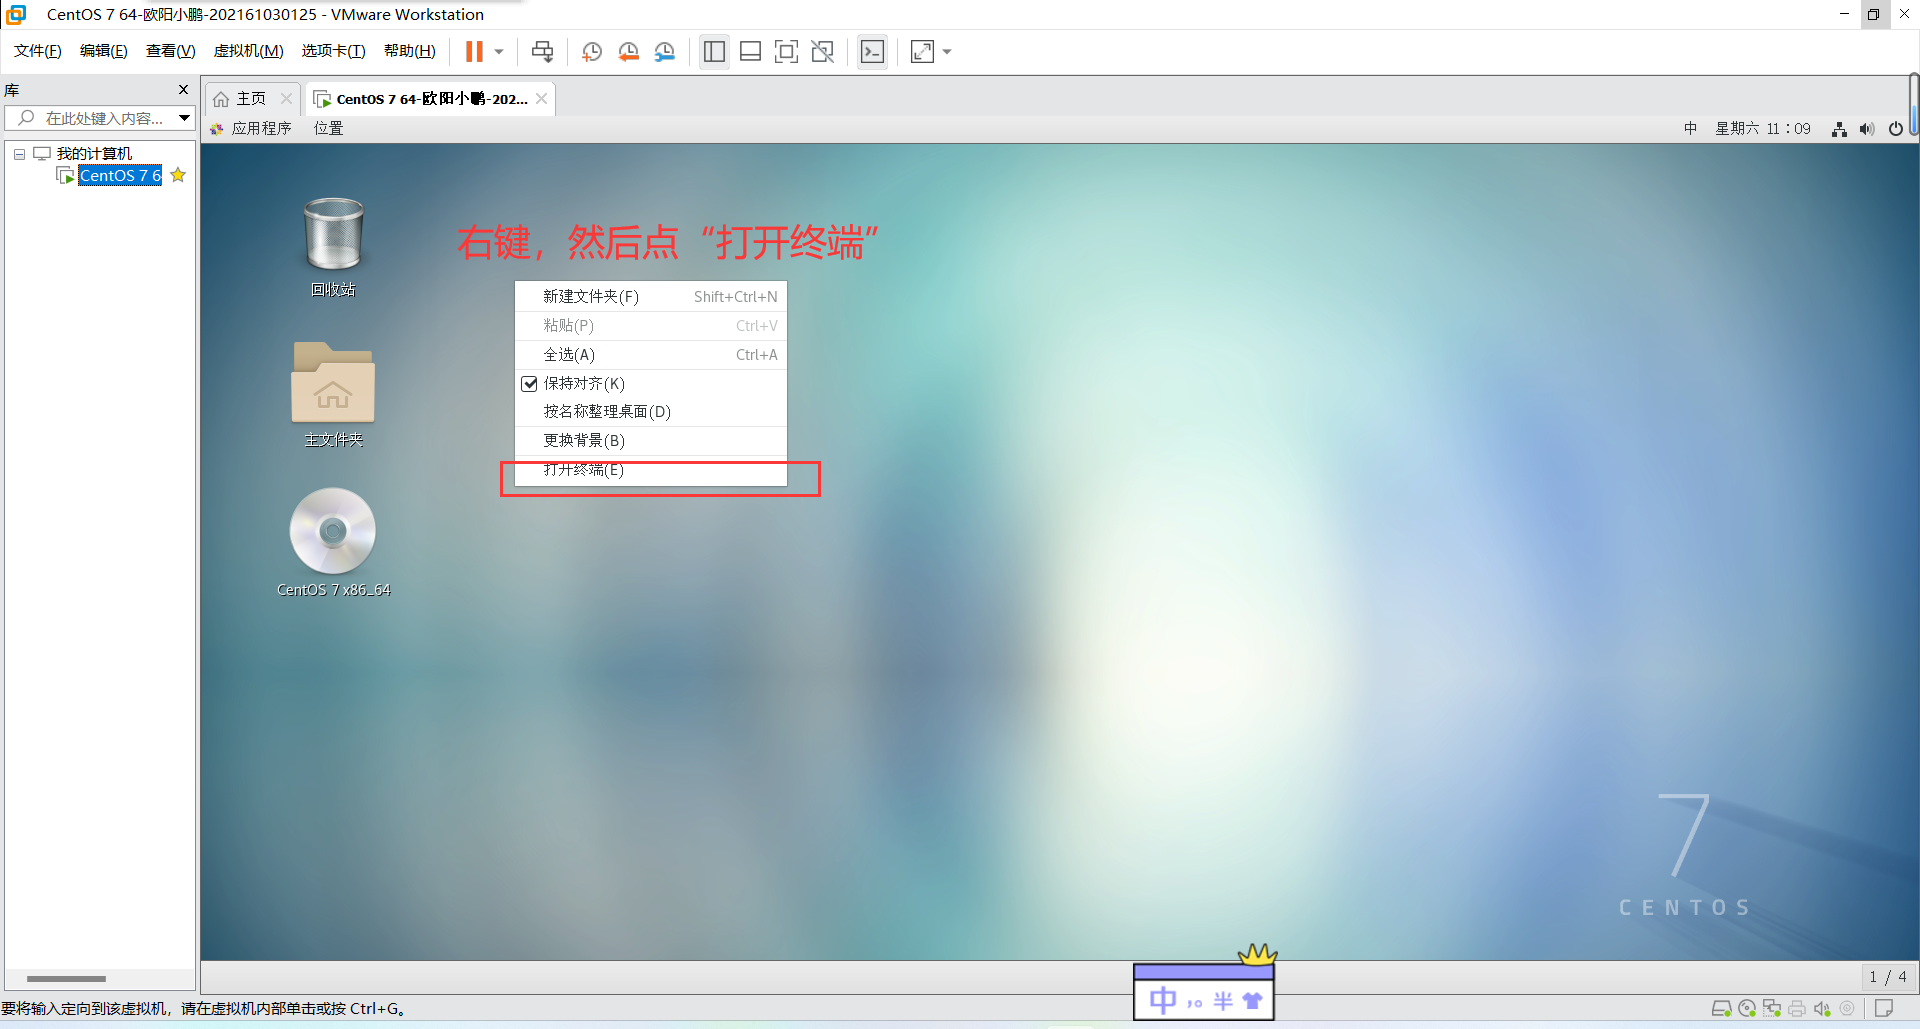 CentOS 7 64-欧阳小鹏-202161030125 - VMware Workstation
文件(F) 编辑(E) 查看(V) 虚拟机(M) 选项卡(T) 帮助(H)
库
在此处键入内容...
我的计算机
CentOS 7 6
主页
CentOS 7 64-欧阳小鹏-202...
应用程序 位置
中 星期六 11：09
回收站
主文件夹
CentOS 7 x86_64
右键，然后点“打开终端”
新建文件夹(F) Shift+Ctrl+N
粘贴(P) Ctrl+V
全选(A) Ctrl+A
保持对齐(K)
按名称整理桌面(D)
更换背景(B)
打开终端(E)
7
CENTOS
1 / 4
中 ，。 半
要将输入定向到该虚拟机，请在虚拟机内部单击或按 Ctrl+G。